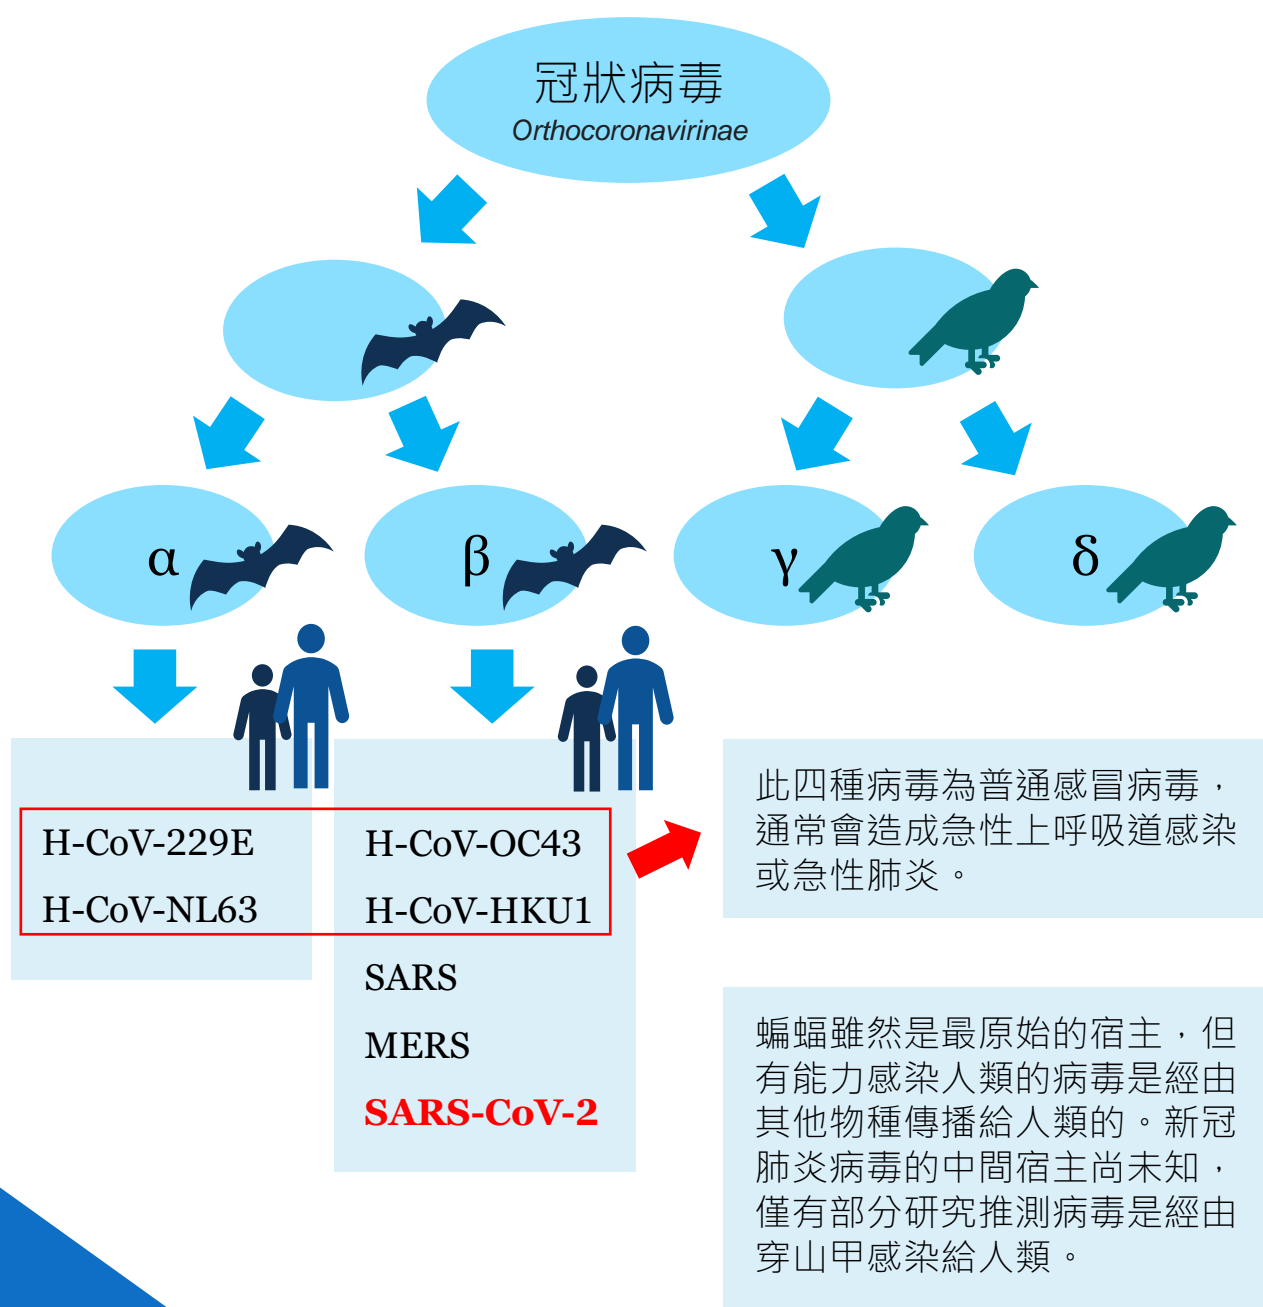 冠狀病毒
Orthocoronavirinae
α
β
γ
δ
H-CoV-229E
H-CoV-NL63
H-CoV-OC43
H-CoV-HKU1
SARS
MERS
SARS-CoV-2
此四種病毒為普通感冒病毒，
通常會造成急性上呼吸道感染
或急性肺炎。
蝙蝠雖然是最原始的宿主，但
有能力感染人類的病毒是經由
其他物種傳播給人類的。新冠
肺炎病毒的中間宿主尚未知，
僅有部分研究推測病毒是經由
穿山甲感染給人類。